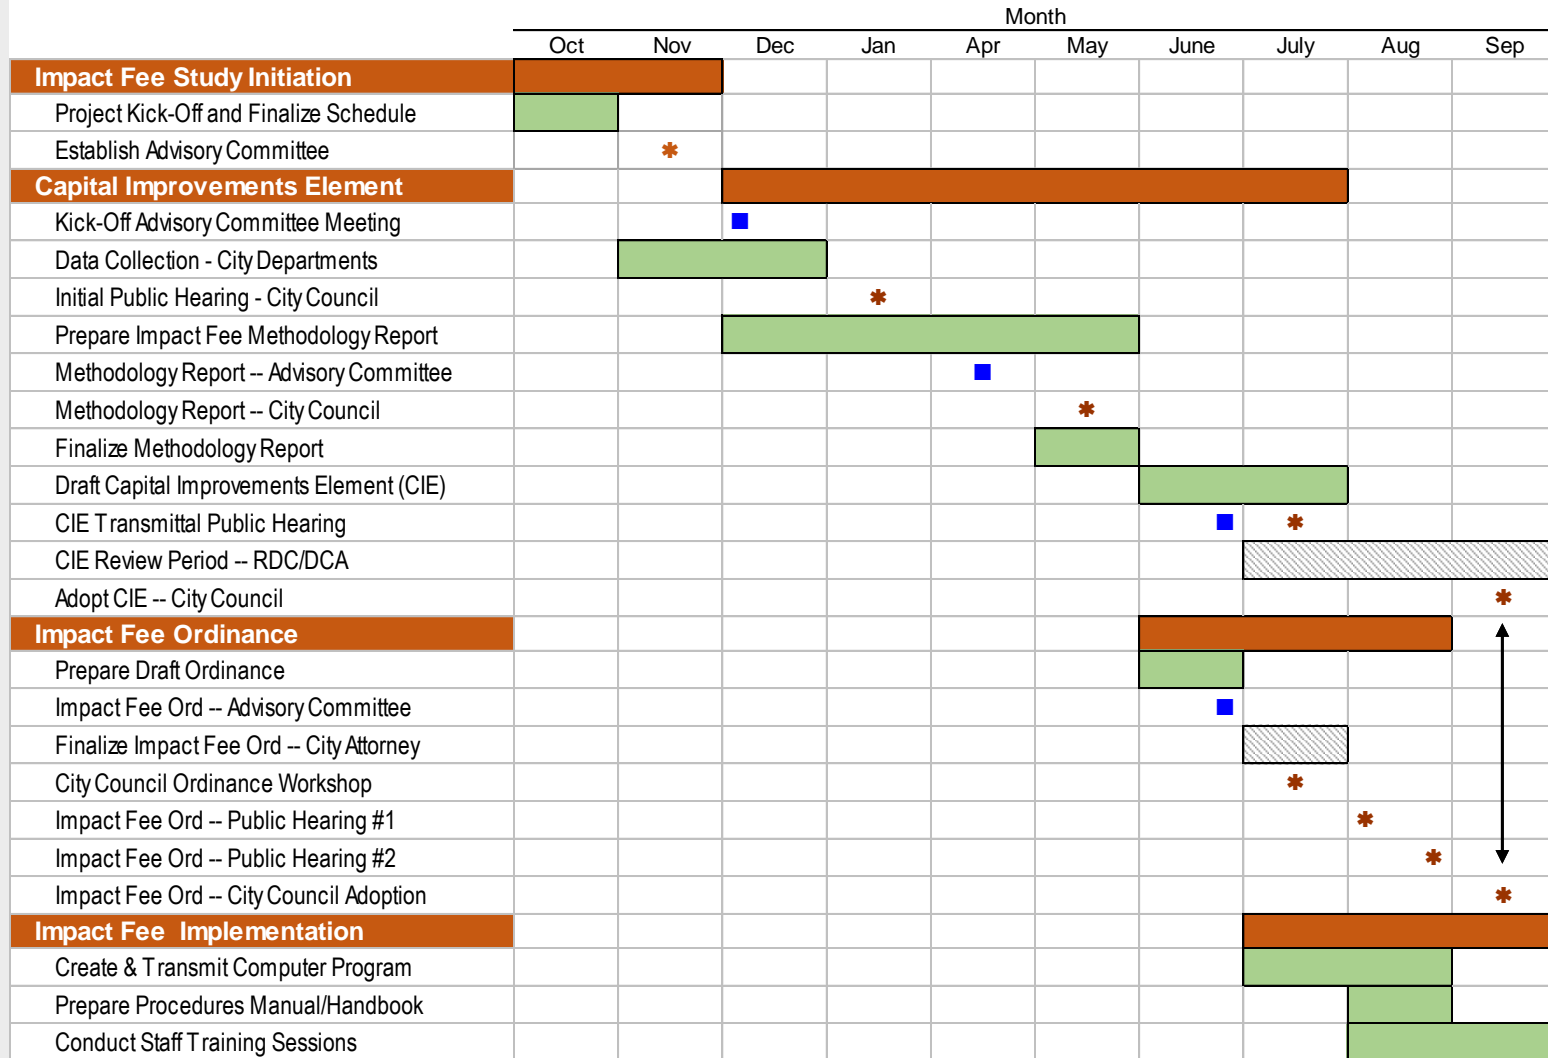 Month
Oct Nov Dec Jan Apr May June July Aug Sep
Impact Fee Study Initiation
Project Kick-Off and Finalize Schedule
Establish Advisory Committee
Capital Improvements Element
Kick-Off Advisory Committee Meeting
Data Collection - City Departments
Initial Public Hearing - City Council
Prepare Impact Fee Methodology Report
Methodology Report -- Advisory Committee
Methodology Report -- City Council
Finalize Methodology Report
Draft Capital Improvements Element (CIE)
CIE Transmittal Public Hearing
CIE Review Period -- RDC/DCA
Adopt CIE -- City Council
Impact Fee Ordinance
Prepare Draft Ordinance
Impact Fee Ord -- Advisory Committee
Finalize Impact Fee Ord -- City Attorney
City Council Ordinance Workshop
Impact Fee Ord -- Public Hearing #1
Impact Fee Ord -- Public Hearing #2
Impact Fee Ord -- City Council Adoption
Impact Fee Implementation
Create & Transmit Computer Program
Prepare Procedures Manual/Handbook
Conduct Staff Training Sessions